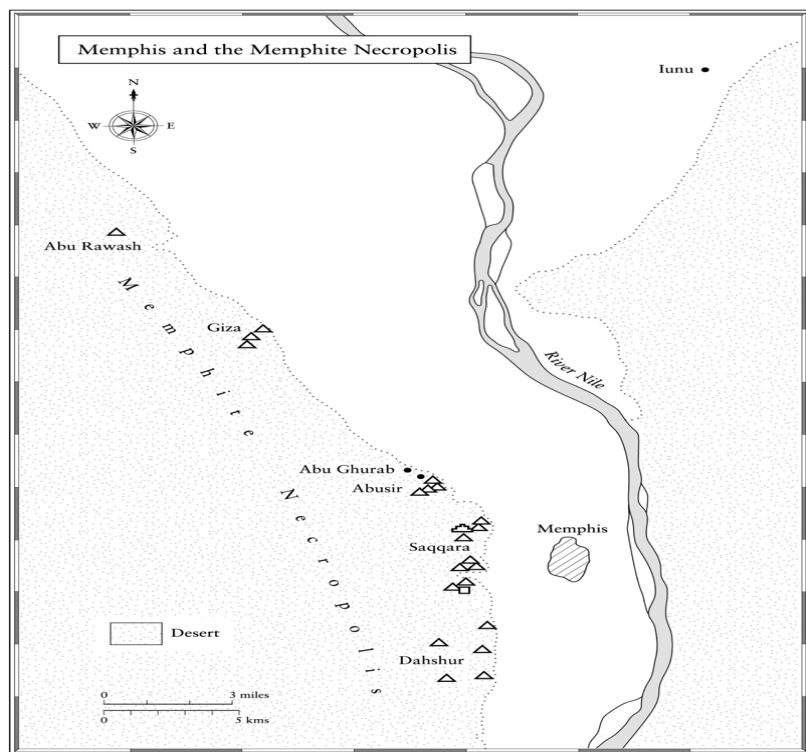 Memphis and the Memphite Necropolis
Iunu
N
W E
S
Abu Rawash
Memphite Necropolis
Giza
River Nile
Abu Ghurab
Abusir
Memphis
Saqqara
Desert
Dahshur
0 3 miles
0 5 kms